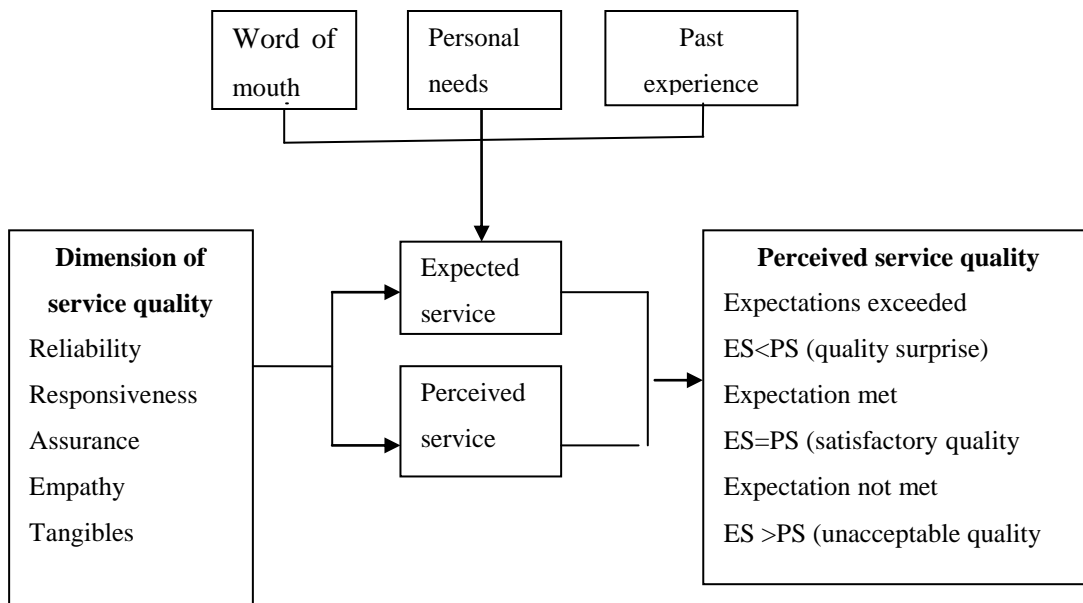 Word of
mouth
Personal
needs
Past
experience
Dimension of
service quality
Reliability
Responsiveness
Assurance
Empathy
Tangibles
Expected
service
Perceived
service
Perceived service quality
Expectations exceeded
ES<PS (quality surprise)
Expectation met
ES=PS (satisfactory quality
Expectation not met
ES >PS (unacceptable quality